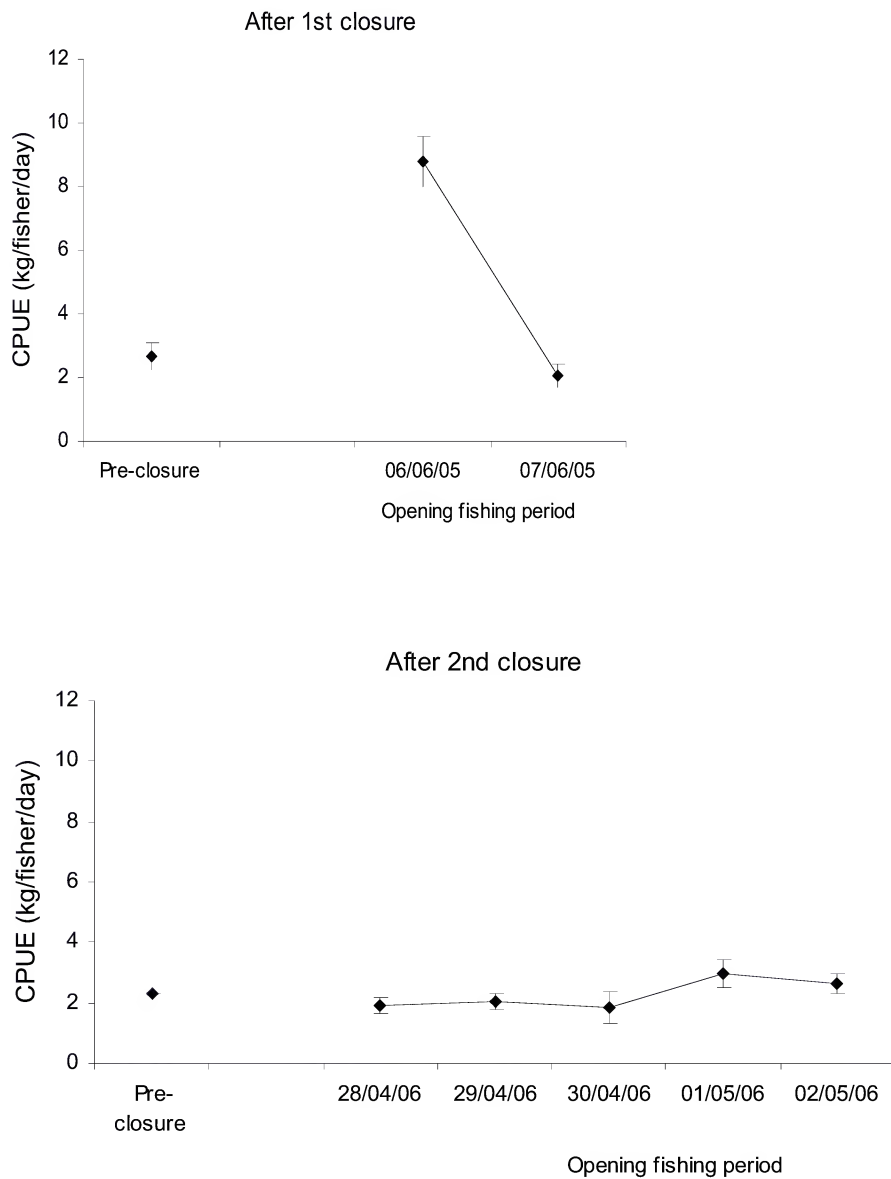 After 1st closure
12
10
8
6
4
2
0
CPUE (kg/fisher/day)
Pre-closure 06/06/05 07/06/05
Opening fishing period
After 2nd closure
12
10
8
6
4
2
0
CPUE (kg/fisher/day)
Pre-
closure 28/04/06 29/04/06 30/04/06 01/05/06 02/05/06
Opening fishing period